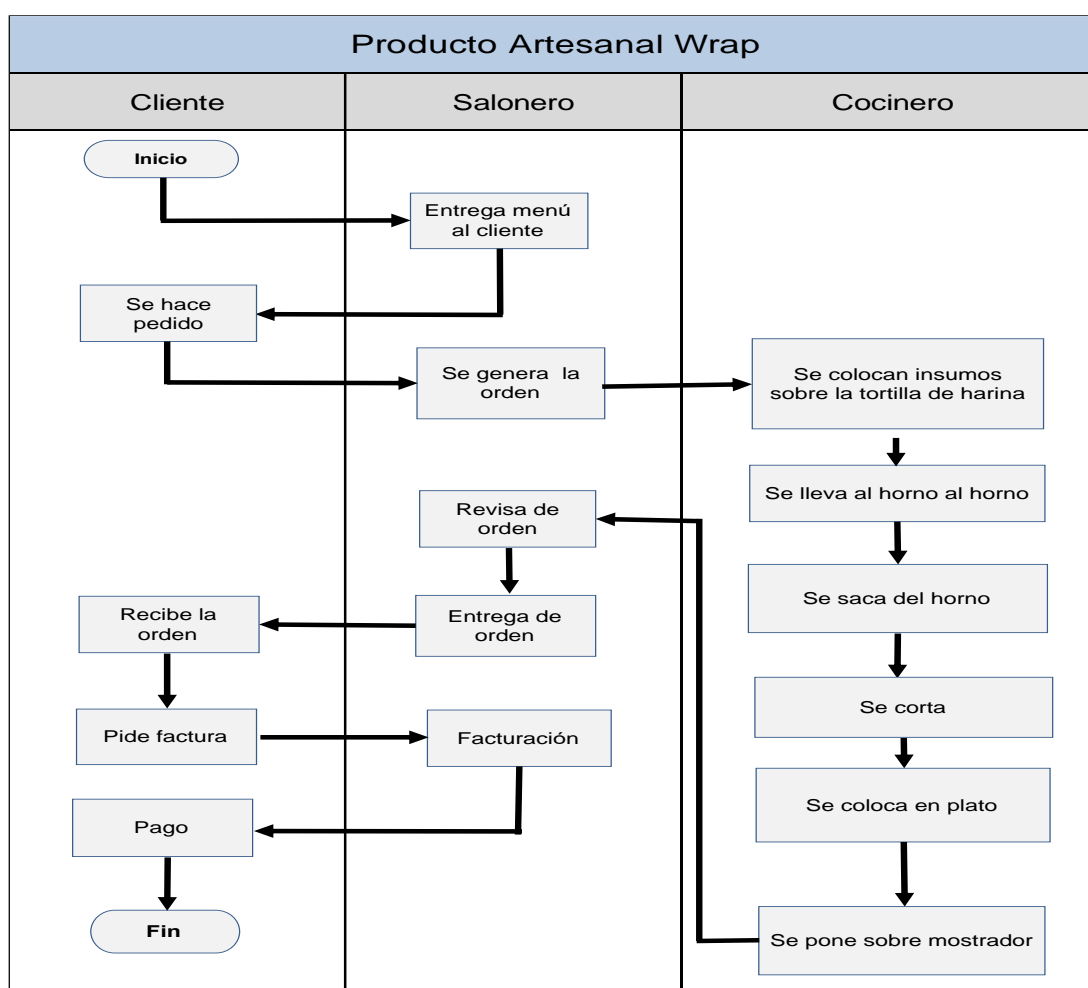 Producto Artesanal Wrap
Cliente
Salonero
Cocinero
Inicio
Entrega menú
al cliente
Se hace
pedido
Se genera la
orden
Se colocan insumos
sobre la tortilla de harina
Se lleva al horno al horno
Revisa de
orden
Se saca del horno
Recibe la
orden
Entrega de
orden
Se corta
Pide factura
Facturación
Se coloca en plato
Pago
Fin
Se pone sobre mostrador